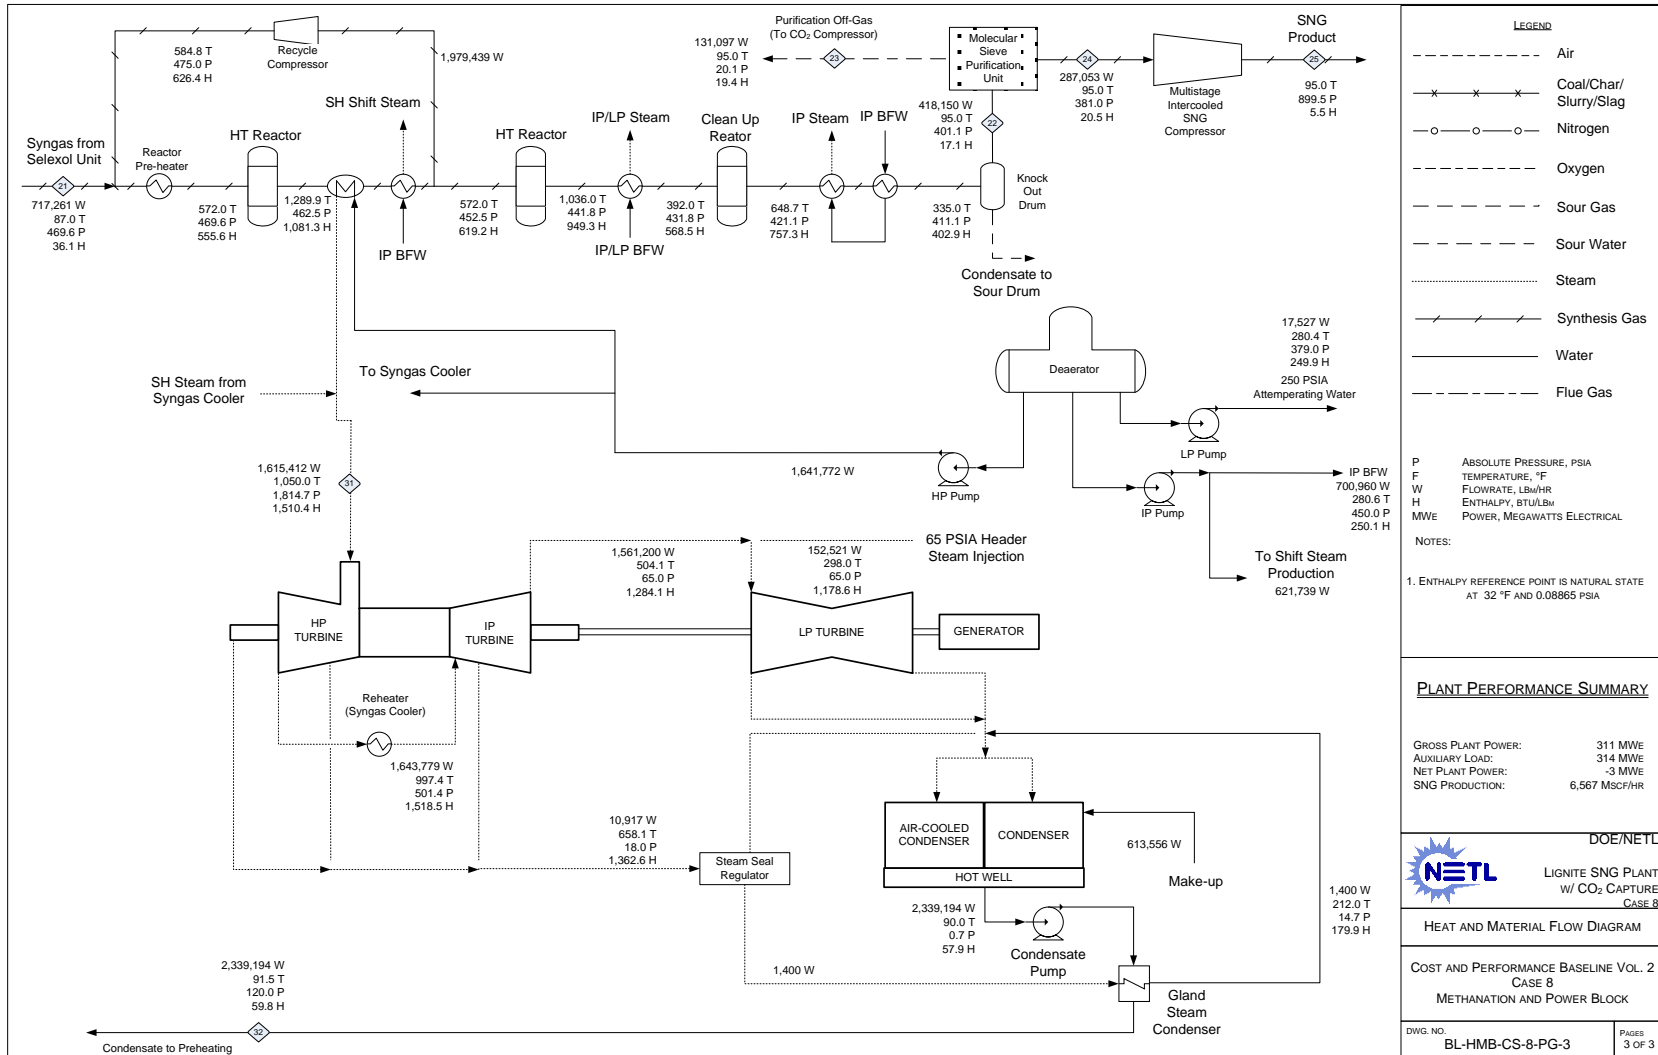 584.8 T
475.0 P
626.4 H
Recycle
Compressor
1,979,439 W
SH Shift Steam
Syngas from
Selexol Unit
21
717,261 W
87.0 T
469.6 P
36.1 H
Reactor
Pre-heater
HT Reactor
572.0 T
469.6 P
555.6 H
1,289.9 T
462.5 P
1,081.3 H
IP BFW
572.0 T
452.5 P
619.2 H
HT Reactor
1,036.0 T
441.8 P
949.3 H
IP/LP Steam
IP/LP BFW
392.0 T
431.8 P
568.5 H
Clean Up
Reator
648.7 T
421.1 P
757.3 H
IP Steam
IP BFW
335.0 T
411.1 P
402.9 H
Purification Off-Gas
(To CO₂ Compressor)
131,097 W
95.0 T
20.1 P
19.4 H
23
Molecular
Sieve
Purification
Unit
418,150 W
95.0 T
401.1 P
17.1 H
22
Knock
Out
Drum
Condensate to
Sour Drum
24
287,053 W
95.0 T
381.0 P
20.5 H
Multistage
Intercooled
SNG
Compressor
SNG
Product
25
95.0 T
899.5 P
5.5 H
SH Steam from
Syngas Cooler
To Syngas Cooler
Deaerator
17,527 W
280.4 T
379.0 P
249.9 H
250 PSIA
Attemperating Water
LP Pump
1,641,772 W
HP Pump
IP Pump
IP BFW
700,960 W
280.6 T
450.0 P
250.1 H
To Shift Steam
Production
621,739 W
1,615,412 W
1,050.0 T
1,814.7 P
1,510.4 H
31
1,561,200 W
504.1 T
65.0 P
1,284.1 H
152,521 W
298.0 T
65.0 P
1,178.6 H
65 PSIA Header
Steam Injection
HP
TURBINE
IP
TURBINE
LP TURBINE
GENERATOR
Reheater
(Syngas Cooler)
1,643,779 W
997.4 T
501.4 P
1,518.5 H
10,917 W
658.1 T
18.0 P
1,362.6 H
Steam Seal
Regulator
AIR-COOLED
CONDENSER
CONDENSER
HOT WELL
613,556 W
Make-up
2,339,194 W
90.0 T
0.7 P
57.9 H
Condensate
Pump
1,400 W
212.0 T
14.7 P
179.9 H
1,400 W
Gland
Steam
Condenser
2,339,194 W
91.5 T
120.0 P
59.8 H
32
Condensate to Preheating
LEGEND
Air
Coal/Char/
Slurry/Slag
Nitrogen
Oxygen
Sour Gas
Sour Water
Steam
Synthesis Gas
Water
Flue Gas
P ABSOLUTE PRESSURE, PSIA
F TEMPERATURE, °F
W FLOWRATE, LBM/HR
H ENTHALPY, BTU/LBM
MWE POWER, MEGAWATTS ELECTRICAL
NOTES:
1. ENTHALPY REFERENCE POINT IS NATURAL STATE
AT 32 °F AND 0.08865 PSIA
PLANT PERFORMANCE SUMMARY
GROSS PLANT POWER: 311 MWE
AUXILIARY LOAD: 314 MWE
NET PLANT POWER: -3 MWE
SNG PRODUCTION: 6,567 MSCF/HR
NETL
DOE/NETL
LIGNITE SNG PLANT
W/ CO₂ CAPTURE
CASE 8
HEAT AND MATERIAL FLOW DIAGRAM
COST AND PERFORMANCE BASELINE VOL. 2
CASE 8
METHANATION AND POWER BLOCK
DWG. NO.
BL-HMB-CS-8-PG-3
PAGES
3 OF 3